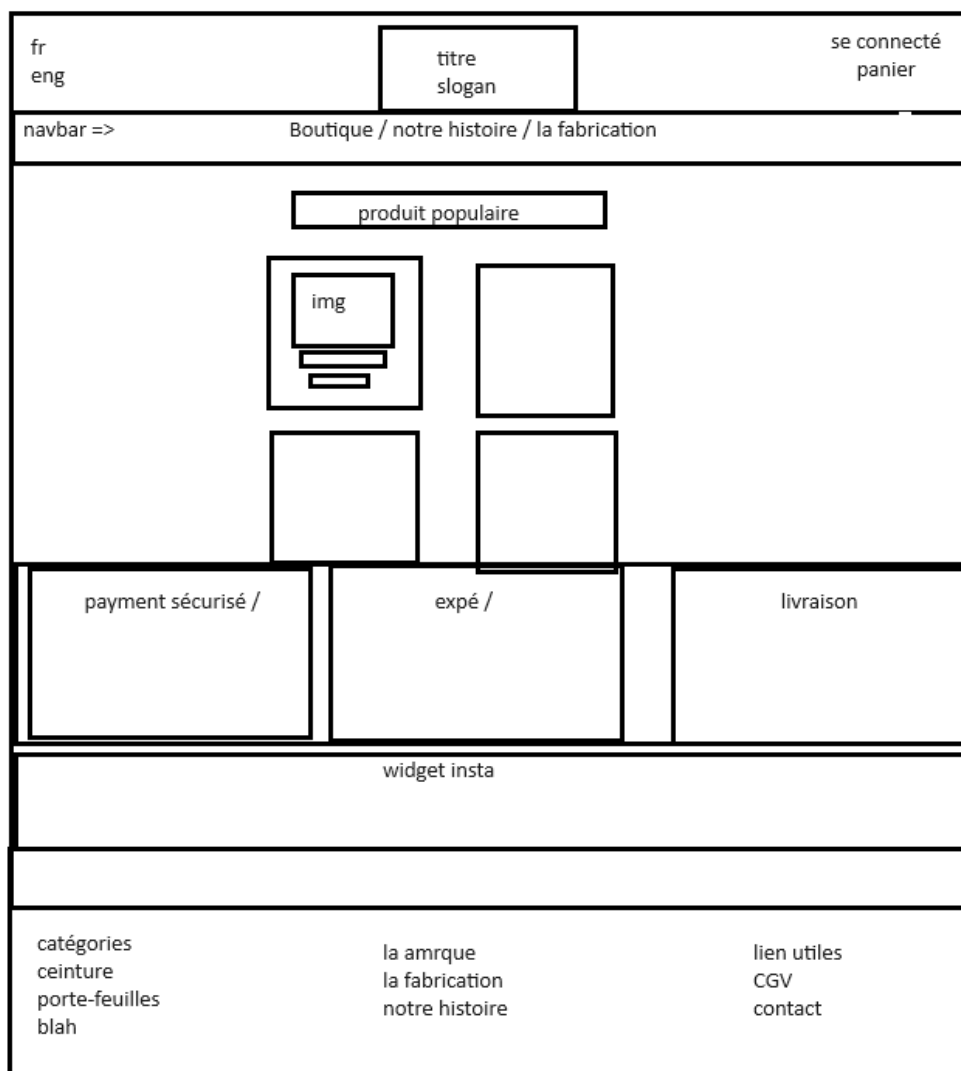 fr
eng
titre
slogan
se connecté
panier
navbar =>
Boutique / notre histoire / la fabrication
produit populaire
img
payment sécurisé /
expé /
livraison
widget insta
catégories
ceinture
porte-feuilles
blah
la amrque
la fabrication
notre histoire
lien utiles
CGV
contact